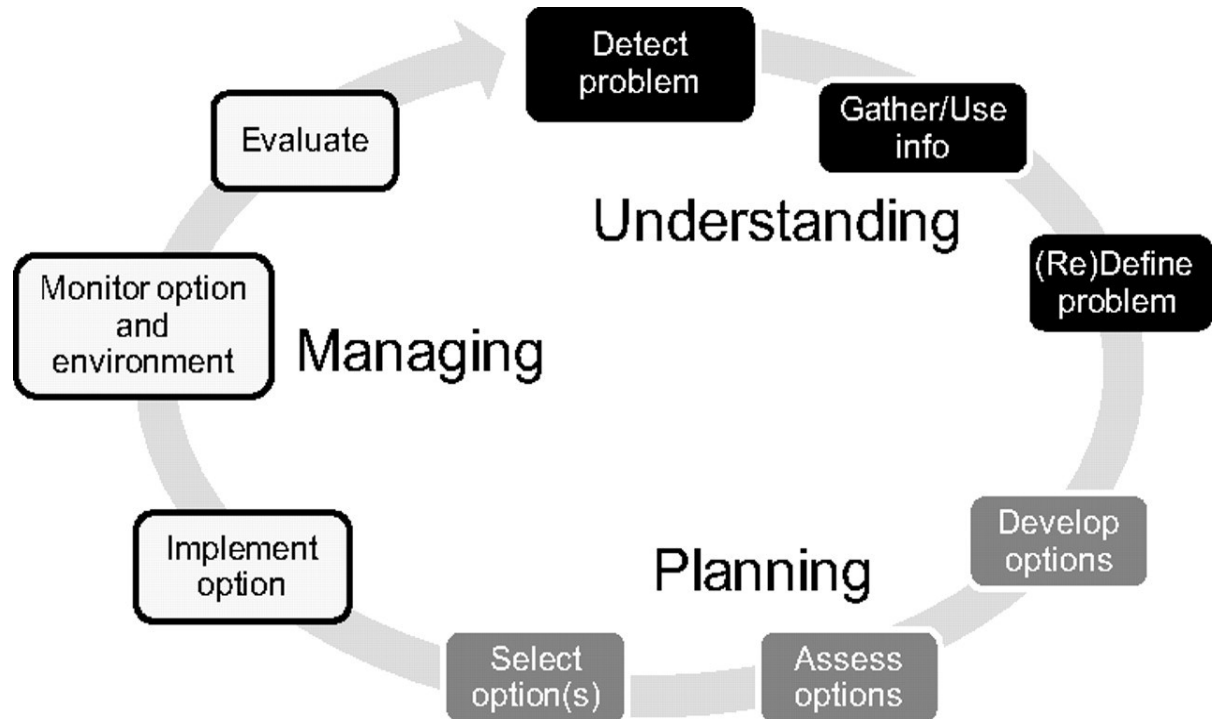 Detect
problem
Gather/Use
info
(Re)Define
problem
Understanding
Develop
options
Assess
options
Select
option(s)
Planning
Implement
option
Monitor option
and
environment
Evaluate
Managing